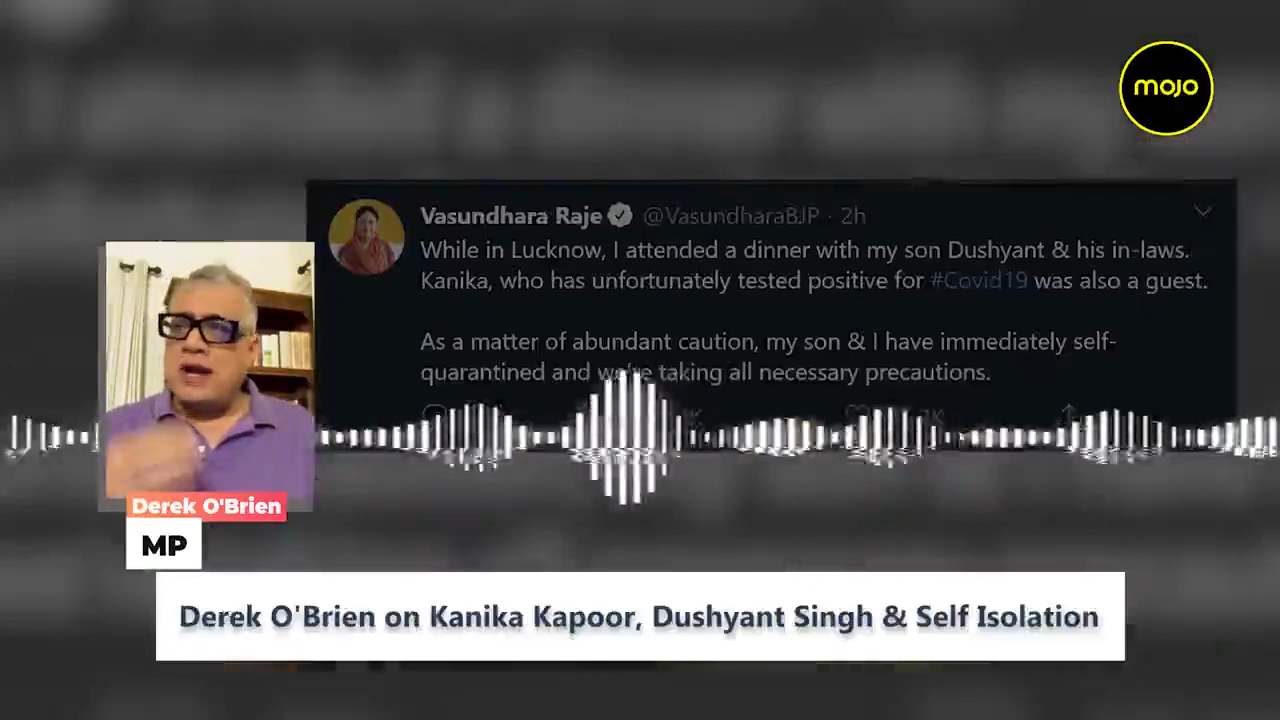 mojo
Vasundhara Raje @VasundharaBJP · 2h
While in Lucknow, I attended a dinner with my son Dushyant & his in-laws.
Kanika, who has unfortunately tested positive for #Covid19 was also a guest.
As a matter of abundant caution, my son & I have immediately self-
quarantined and we're taking all necessary precautions.
Derek O'Brien
MP
Derek O'Brien on Kanika Kapoor, Dushyant Singh & Self Isolation